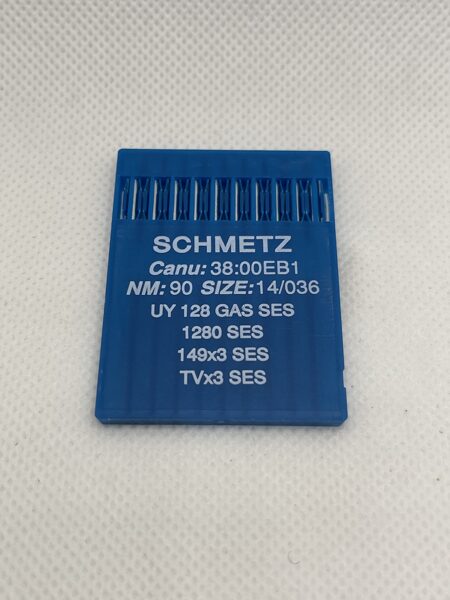 SCHMETZ
Canu: 38:00EB1
NM: 90 SIZE:14/036
UY 128 GAS SES
1280 SES
149x3 SES
TVx3 SES